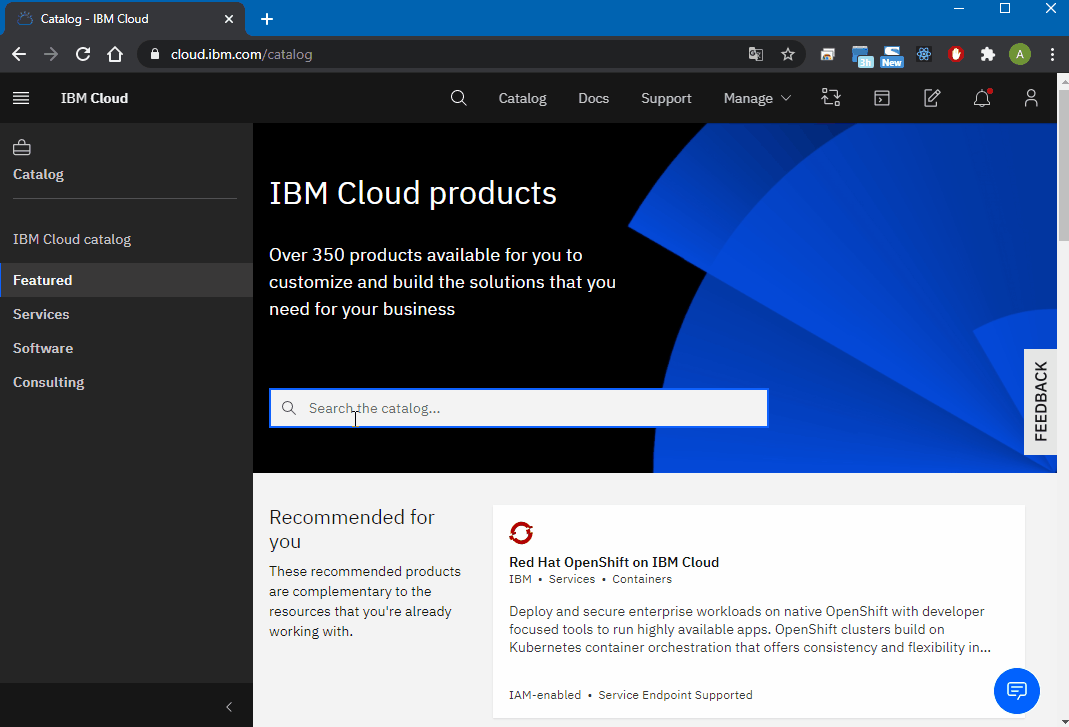 Catalog - IBM Cloud
cloud.ibm.com/catalog
3h
New
A
IBM Cloud
Catalog
Docs
Support
Manage
Catalog
IBM Cloud catalog
Featured
Services
Software
Consulting
IBM Cloud products
Over 350 products available for you to
customize and build the solutions that you
need for your business
Search the catalog...
FEEDBACK
Recommended for
you
These recommended products
are complementary to the
resources that you're already
working with.
Red Hat OpenShift on IBM Cloud
IBM • Services • Containers
Deploy and secure enterprise workloads on native OpenShift with developer
focused tools to run highly available apps. OpenShift clusters build on
Kubernetes container orchestration that offers consistency and flexibility in...
IAM-enabled • Service Endpoint Supported